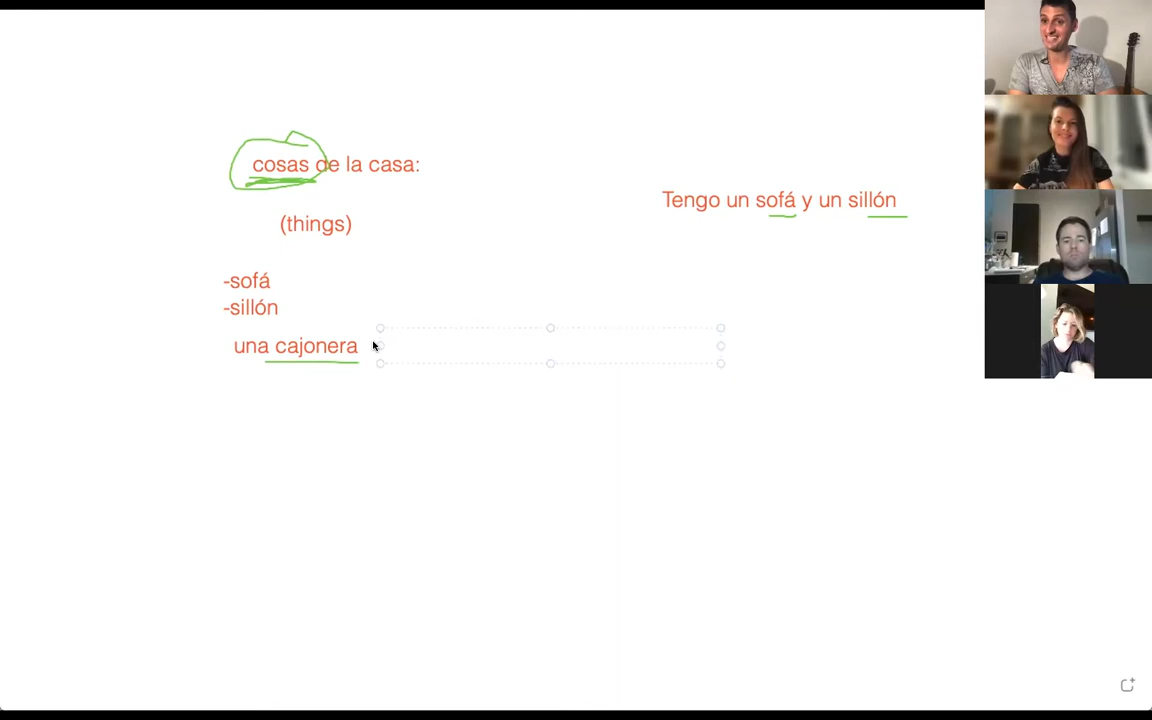 cosas de la casa:
(things)
-sofá
-sillón
una cajonera
Tengo un sofá y un sillón